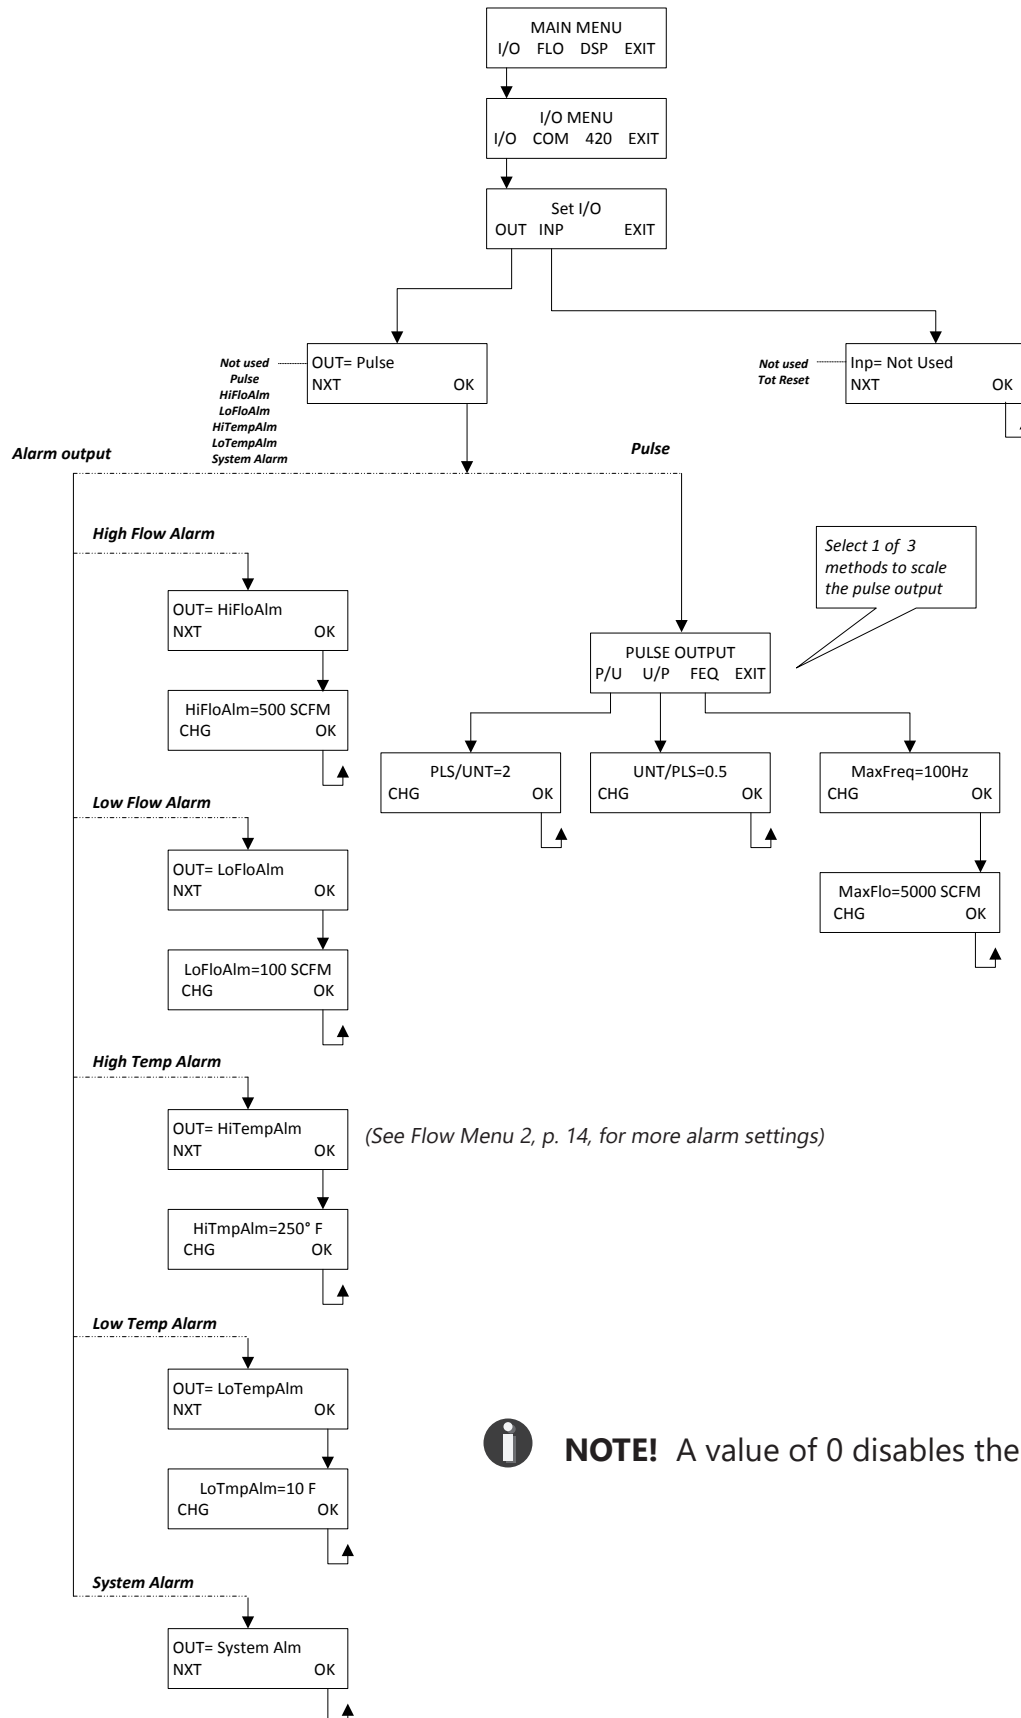 MAIN MENU
I/O FLO DSP EXIT
I/O MENU
I/O COM 420 EXIT
Set I/O
OUT INP EXIT
OUT= Pulse
NXT OK
Not used
Pulse
HiFloAlm
LoFloAlm
HiTempAlm
LoTempAlm
System Alarm
Inp= Not Used
NXT OK
Not used
Tot Reset
Alarm output
Pulse
High Flow Alarm
OUT= HiFloAlm
NXT OK
HiFloAlm=500 SCFM
CHG OK
Select 1 of 3
methods to scale
the pulse output
PULSE OUTPUT
P/U U/P FEQ EXIT
PLS/UNT=2
CHG OK
UNT/PLS=0.5
CHG OK
MaxFreq=100Hz
CHG OK
MaxFlo=5000 SCFM
CHG OK
Low Flow Alarm
OUT= LoFloAlm
NXT OK
LoFloAlm=100 SCFM
CHG OK
High Temp Alarm
OUT= HiTempAlm
NXT OK
(See Flow Menu 2, p. 14, for more alarm settings)
HiTmpAlm=250° F
CHG OK
Low Temp Alarm
OUT= LoTempAlm
NXT OK
NOTE! A value of 0 disables the
LoTmpAlm=10 F
CHG OK
System Alarm
OUT= System Alm
NXT OK